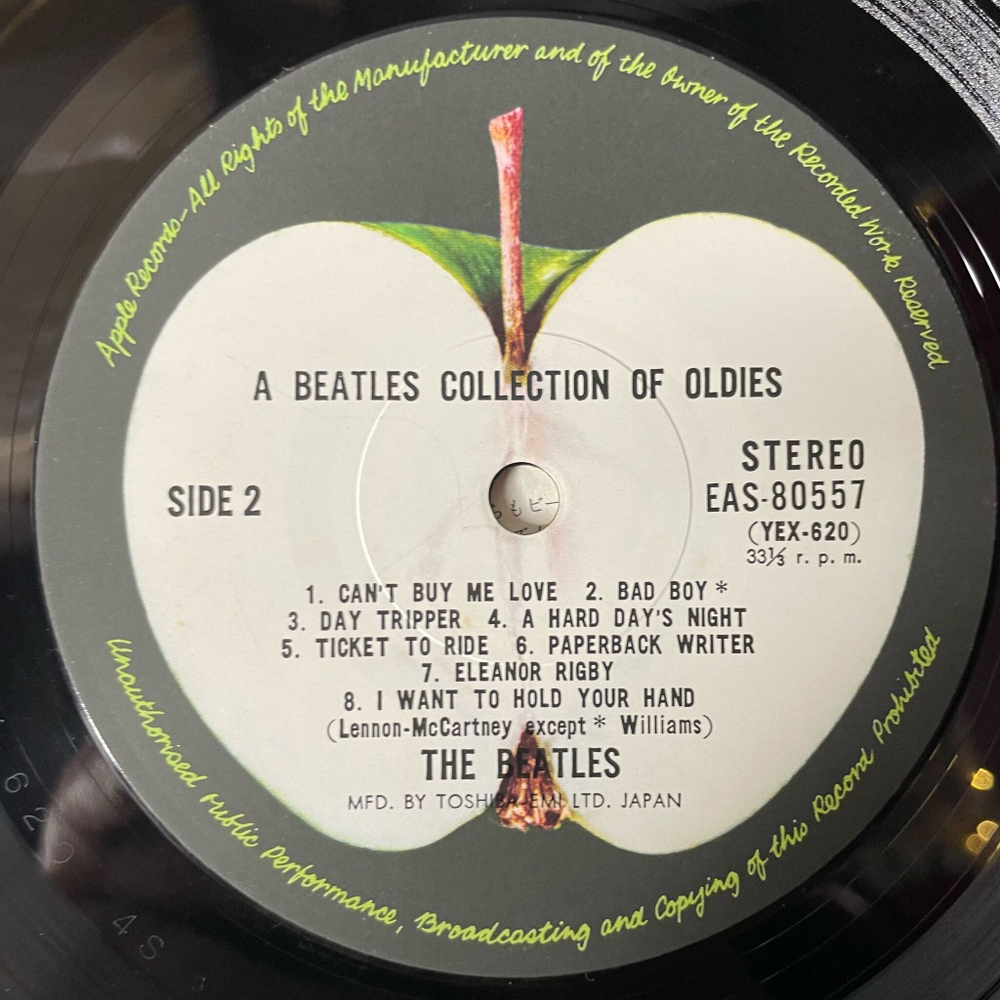 Apple Records-All Rights of the Manufacturer and of the Owner of the Recorded Work Reserved
A BEATLES COLLECTION OF OLDIES
STEREO
SIDE 2
EAS-80557
(YEX-620)
33⅓ r. p. m.
もビー
1. CAN'T BUY ME LOVE 2. BAD BOY *
3. DAY TRIPPER 4. A HARD DAY'S NIGHT
5. TICKET TO RIDE 6. PAPERBACK WRITER
7. ELEANOR RIGBY
8. I WANT TO HOLD YOUR HAND
(Lennon-McCartney except * Williams)
THE BEATLES
MFD. BY TOSHIBA-EMI LTD. JAPAN
Unauthorised Public Performance, Broadcasting and Copying of this Record Prohibited
4S